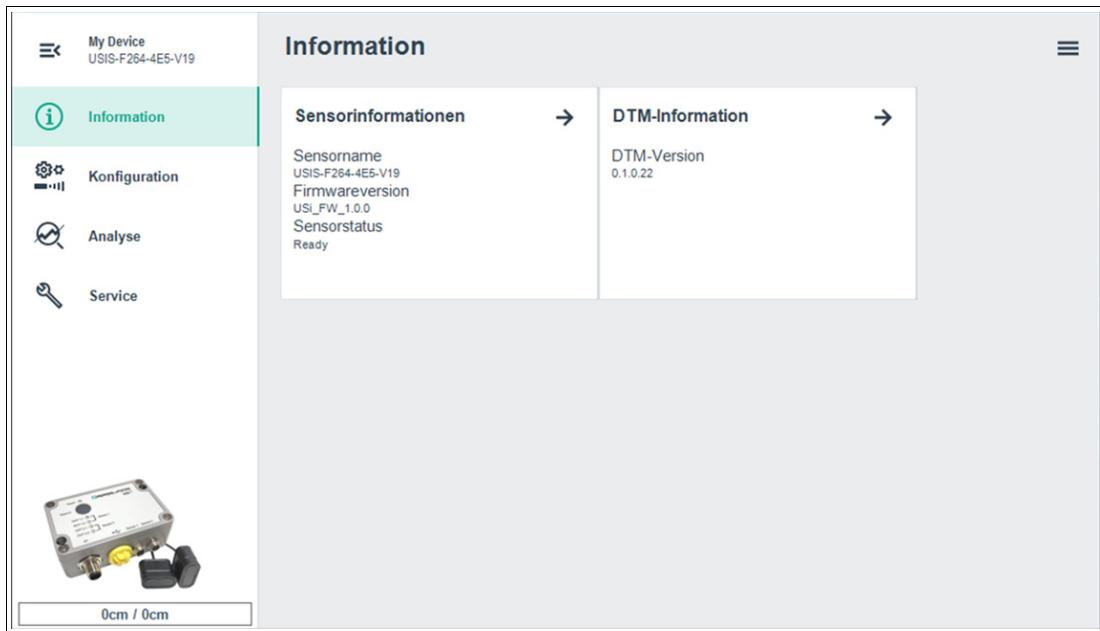 My Device
USIS-F264-4E5-V19
Information
Information
Konfiguration
Analyse
Service
Sensorinformationen
Sensorname
USIS-F264-4E5-V19
Firmwareversion
USi_FW_1.0.0
Sensorstatus
Ready
DTM-Information
DTM-Version
0.1.0.22
0cm / 0cm